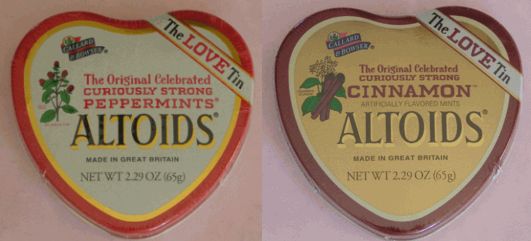 The LOVE Tin
CALLARD
& BOWSER
The Original Celebrated
CURIOUSLY STRONG
PEPPERMINTS®
ALTOIDS®
MADE IN GREAT BRITAIN
NET WT 2.29 OZ (65g)
The LOVE Tin
CALLARD
& BOWSER®
The Original Celebrated
CURIOUSLY STRONG
CINNAMON™
ARTIFICIALLY FLAVORED MINTS
ALTOIDS®
MADE IN GREAT BRITAIN
NET WT 2.29 OZ (65g)